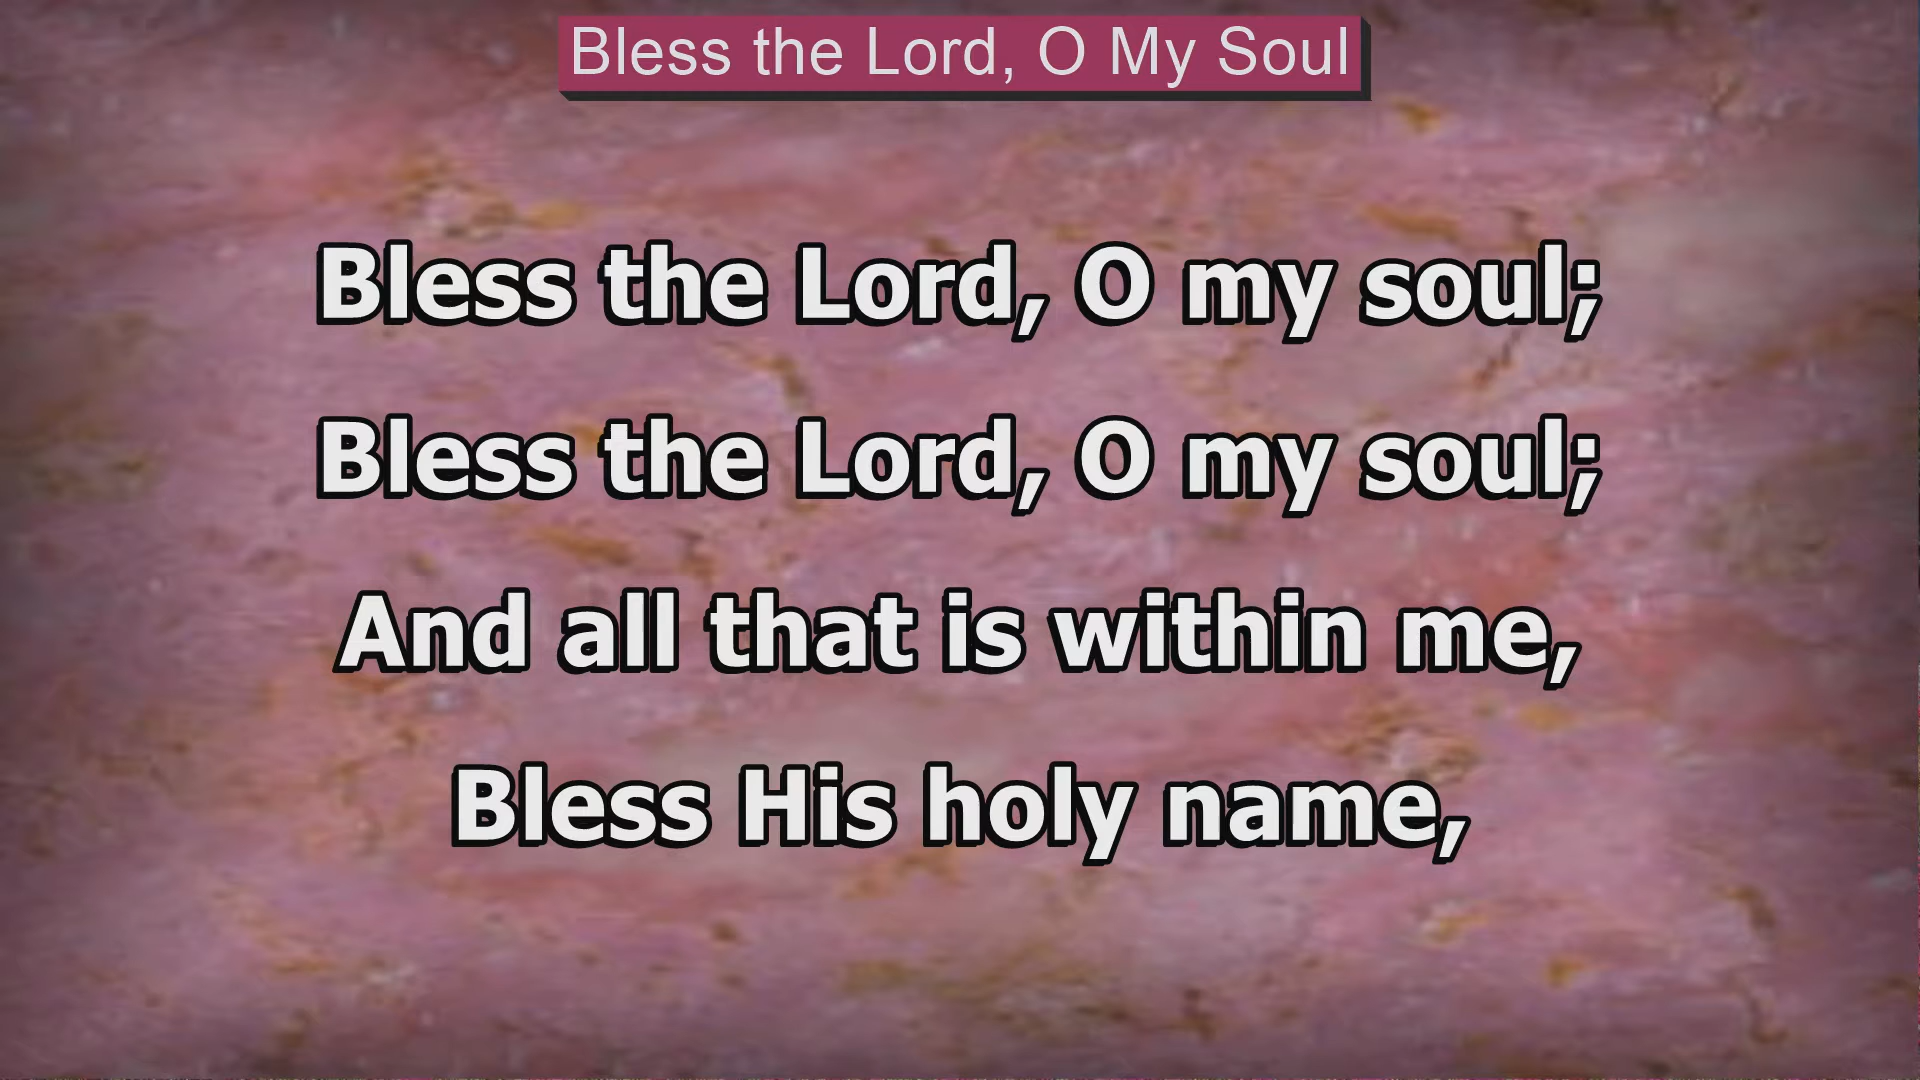 Bless the Lord, O My Soul
Bless the Lord, O my soul;
Bless the Lord, O my soul;
And all that is within me,
Bless His holy name,